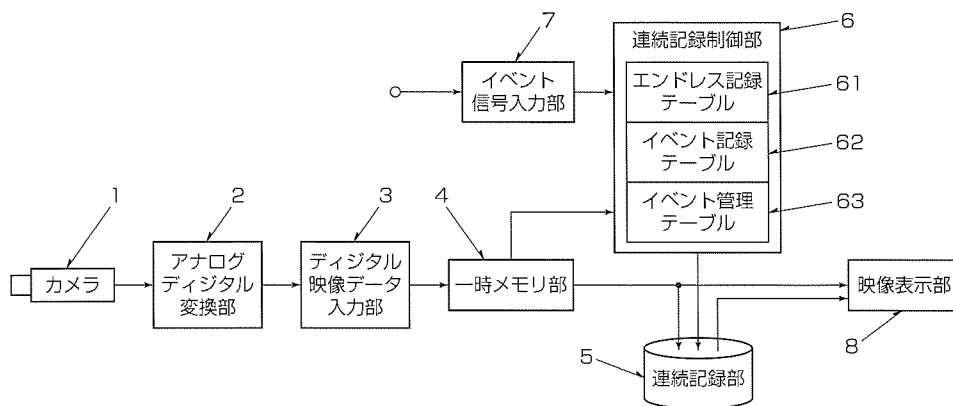 7
6
連続記録制御部
イベント
信号入力部
エンドレス記録
テーブル
61
イベント記録
テーブル
62
イベント管理
テーブル
63
1
2
3
4
カメラ
アナログ
ディジタル
変換部
ディジタル
映像データ
入力部
一時メモリ部
映像表示部
8
5
連続記録部